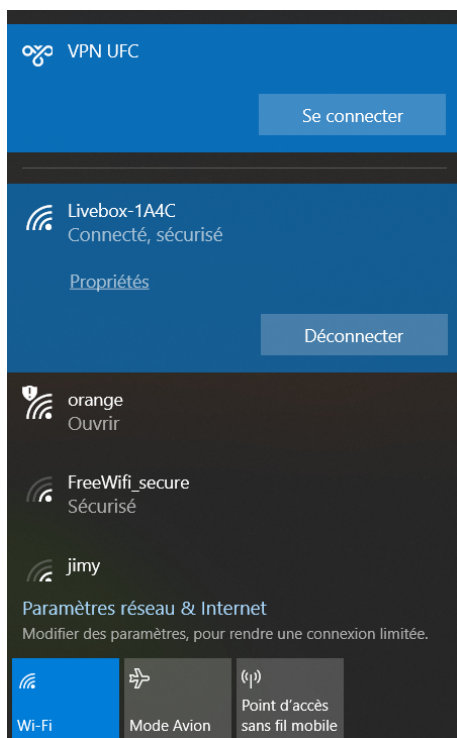 VPN UFC
Se connecter
Livebox-1A4C
Connecté, sécurisé
Propriétés
Déconnecter
orange
Ouvrir
FreeWifi_secure
Sécurisé
jimy
Paramètres réseau & Internet
Modifier des paramètres, pour rendre une connexion limitée.
Wi-Fi
Mode Avion
Point d'accès
sans fil mobile